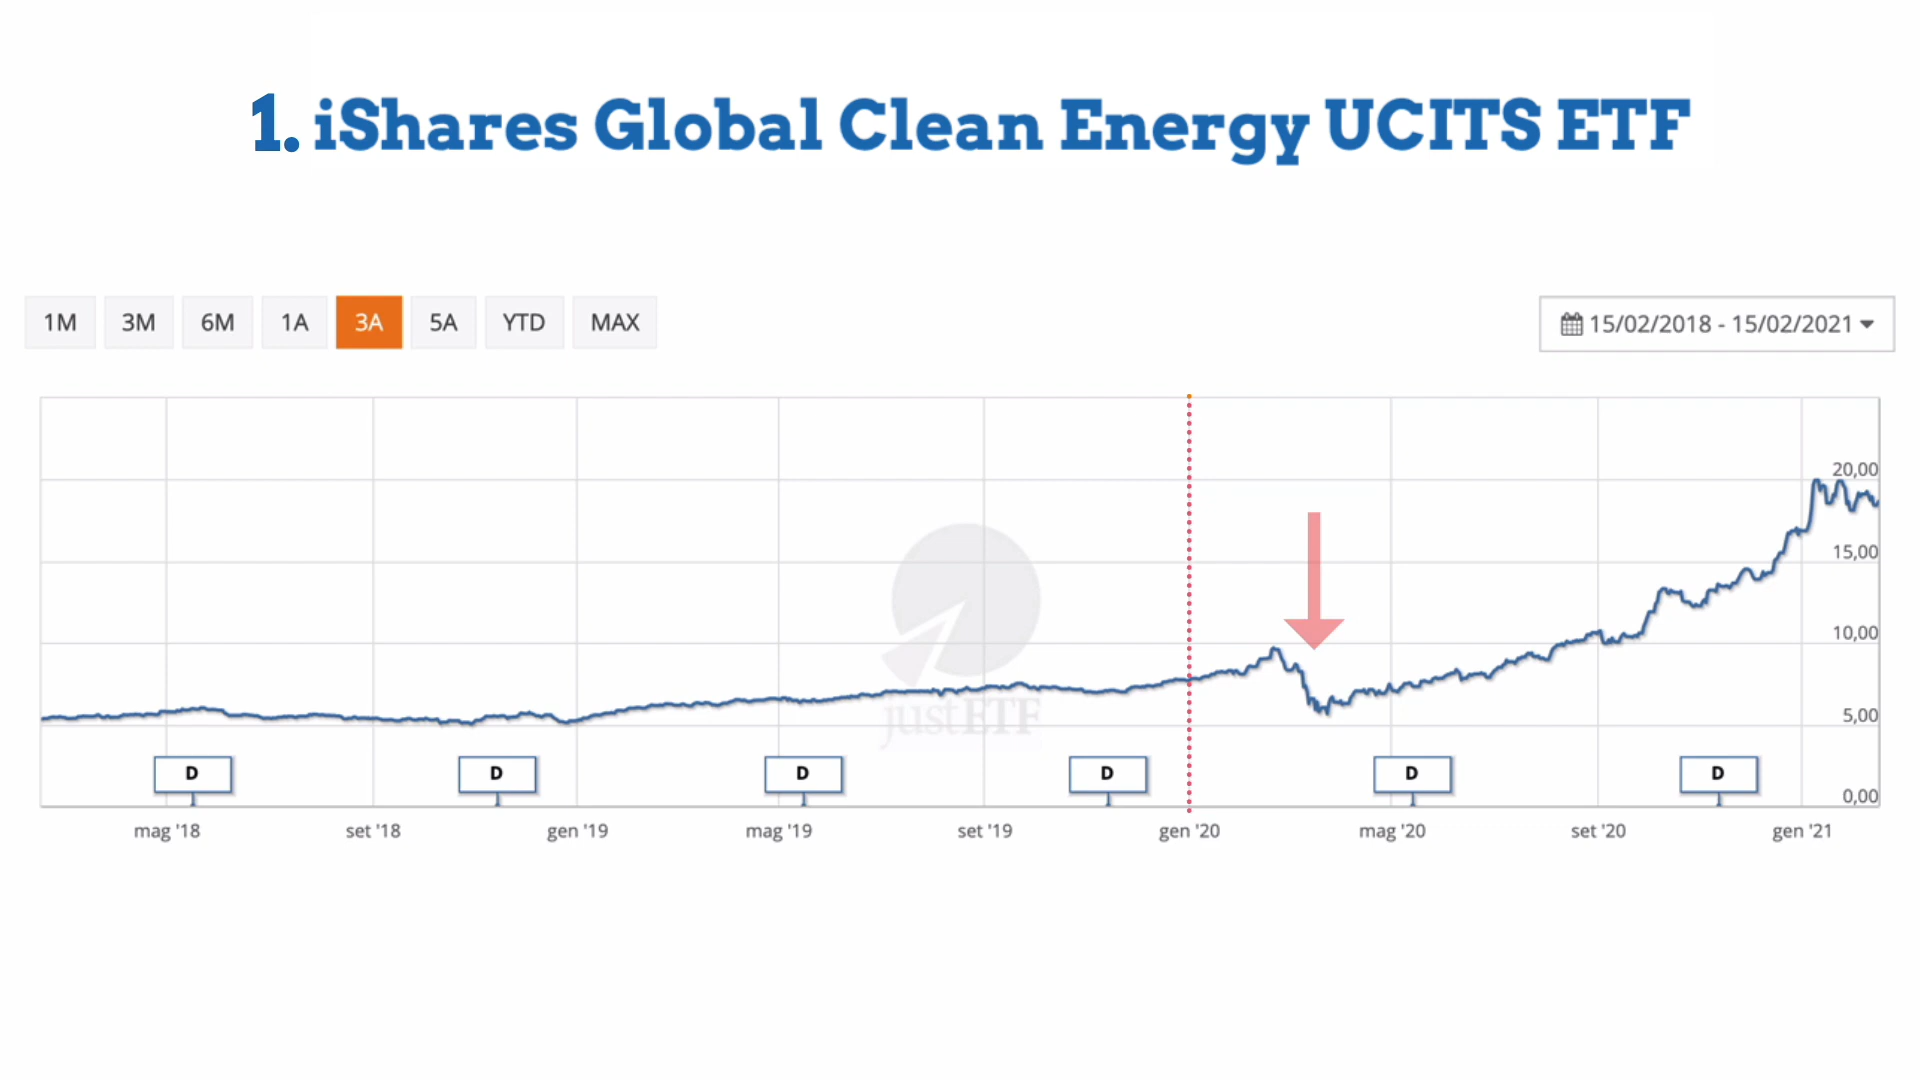 1. iShares Global Clean Energy UCITS ETF
1M 3M 6M 1A 3A 5A YTD MAX 15/02/2018 - 15/02/2021
20,00
15,00
10,00
justETF
5,00
D D D D D D
0,00
mag '18 set '18 gen '19 mag '19 set '19 gen '20 mag '20 set '20 gen '21